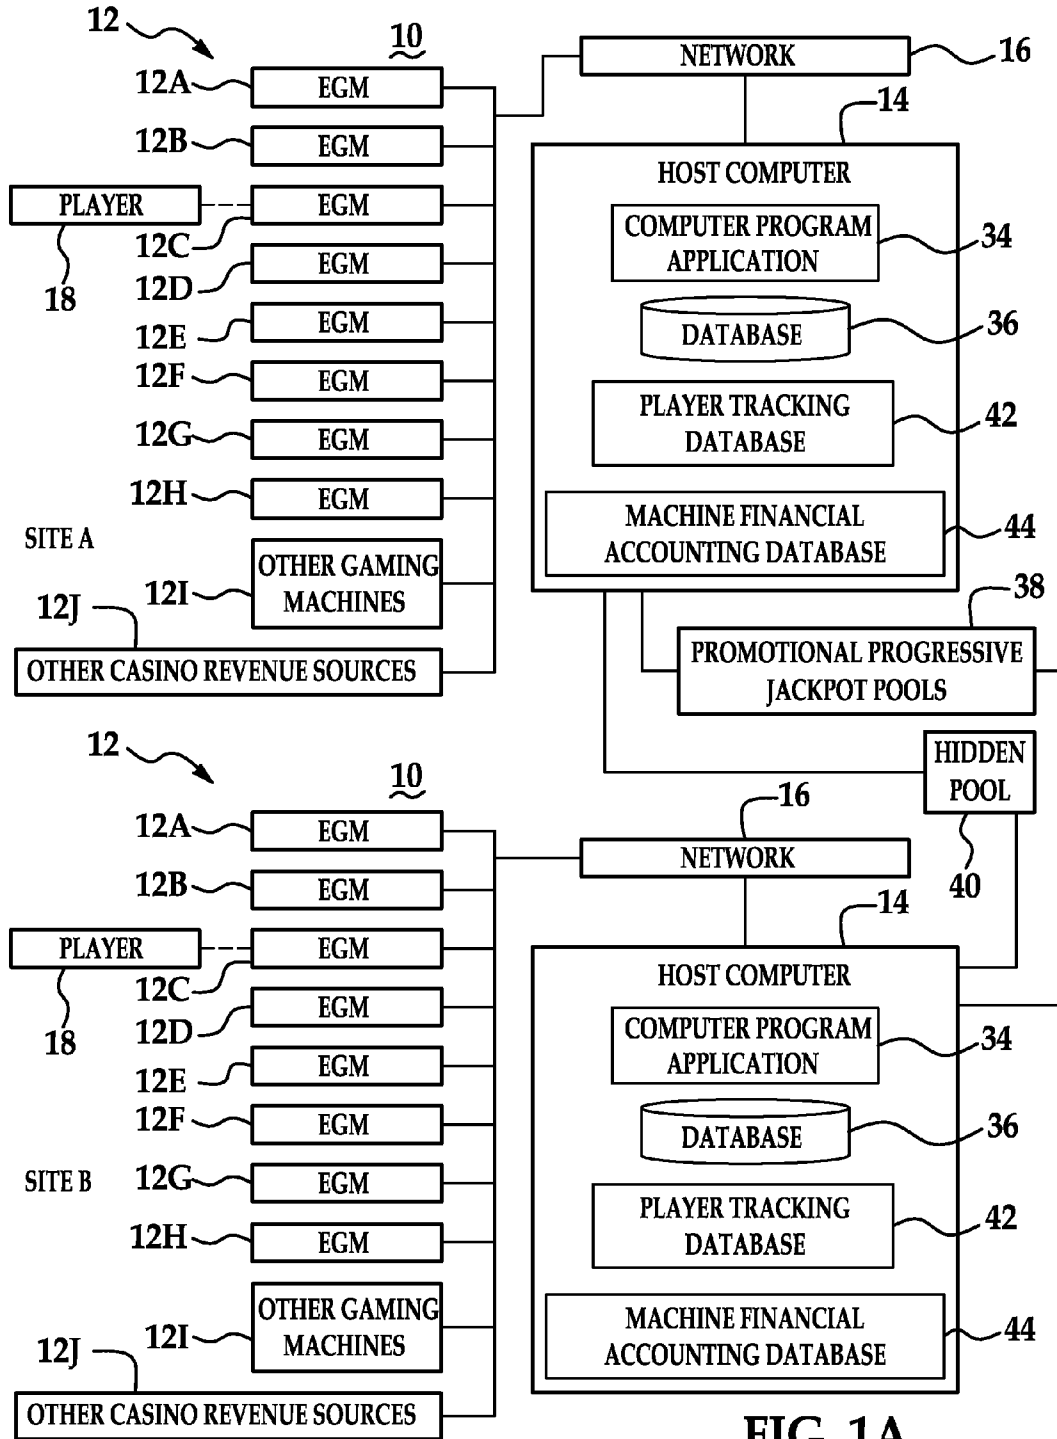 12
10
NETWORK
16
12A
EGM
14
12B
EGM
HOST COMPUTER
PLAYER
EGM
COMPUTER PROGRAM
APPLICATION
34
12C
18
EGM
12D
DATABASE
36
12E
EGM
12F
EGM
PLAYER TRACKING
DATABASE
42
12G
EGM
12H
EGM
MACHINE FINANCIAL
ACCOUNTING DATABASE
44
SITE A
12I
OTHER GAMING
MACHINES
12J
38
OTHER CASINO REVENUE SOURCES
PROMOTIONAL PROGRESSIVE
JACKPOT POOLS
12
10
HIDDEN
POOL
16
12A
EGM
NETWORK
40
12B
EGM
14
PLAYER
EGM
HOST COMPUTER
12C
18
12D
EGM
COMPUTER PROGRAM
APPLICATION
34
12E
EGM
12F
EGM
DATABASE
36
SITE B
12G
EGM
PLAYER TRACKING
DATABASE
42
12H
EGM
12I
OTHER GAMING
MACHINES
MACHINE FINANCIAL
ACCOUNTING DATABASE
44
12J
OTHER CASINO REVENUE SOURCES
FIG. 1A